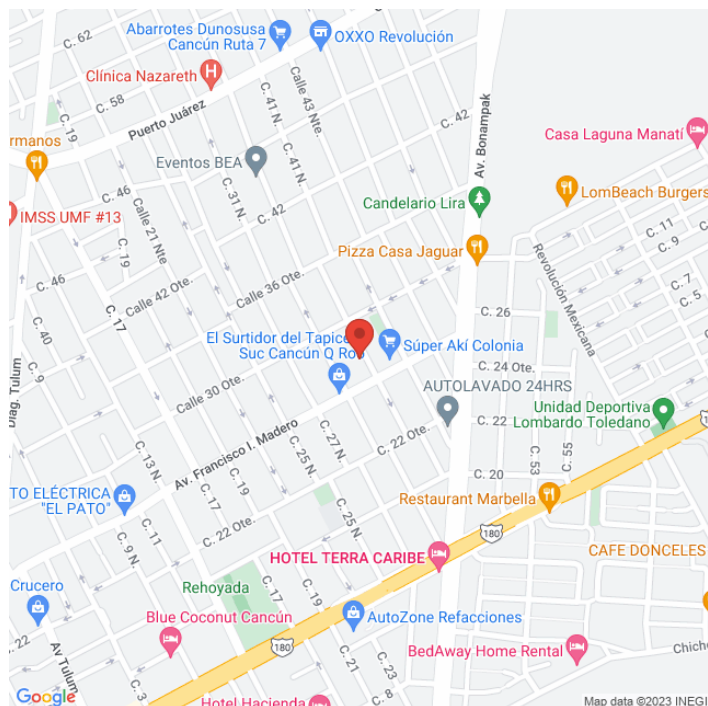 C. 62
Abarrotes Dunosusa
Cancún Ruta 7
OXXO Revolución
Clínica Nazareth
C. 58
Puerto Juárez
C. 19
C. 41 N
Calle 43 Nte.
C. 42
Av. Bonampak
Casa Laguna Manatí
ermanos
Eventos BEA
C. 41 N.
C. 46
C. 31 N.
Calle 21 Nte
C. 42
Candelario Lira
LomBeach Burgers
IMSS UMF #13
C. 19
Pizza Casa Jaguar
C. 11
C. 9
C. 7
C. 5
Revolución Mexicana
C. 46
Calle 42 Ote.
Calle 36 Ote.
C. 17
C. 40
C. 9
C. 26
El Surtidor del Tapice
Suc Cancún Q Roo
Súper Akí Colonia
C. 24 Ote.
Diag. Tulum
Calle 30 Ote.
AUTOLAVADO 24HRS
Unidad Deportiva
Lombardo Toledano
C. 22
Av. Francisco I. Madero
C. 27 N.
C. 22 Ote.
C. 25 N.
C. 13 N.
C. 19
C. 17
C. 20
C. 53
C. 55
TO ELÉCTRICA
"EL PATO"
C. 11
C. 9 N.
C. 22 Ote.
C. 25 N.
Restaurant Marbella
180
HOTEL TERRA CARIBE
CAFE DONCELES
Crucero
Rehoyada
C. 17
C. 19
Blue Coconut Cancún
AutoZone Refacciones
C. 22
Av Tulum
180
C. 3
C. 21
C. 23
C. 8
BedAway Home Rental
Chich
Hotel Hacienda
Google
Map data ©2023 INEGI